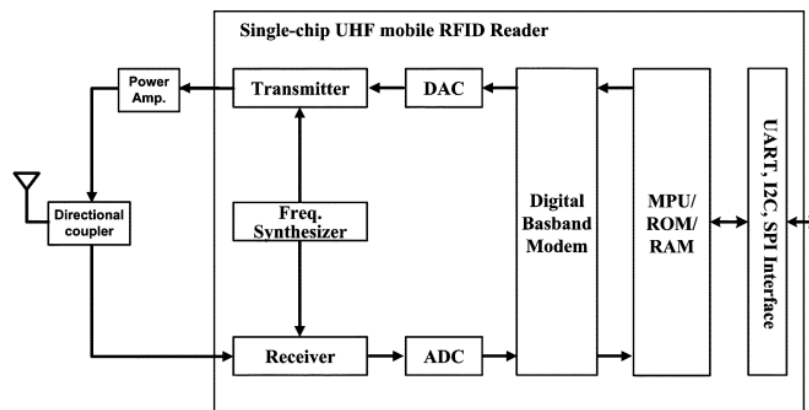 Single-chip UHF mobile RFID Reader
Power
Amp.
Transmitter
DAC
Directional
coupler
Freq.
Synthesizer
Digital
Basband
Modem
MPU/
ROM/
RAM
UART, I2C, SPI Interface
Receiver
ADC